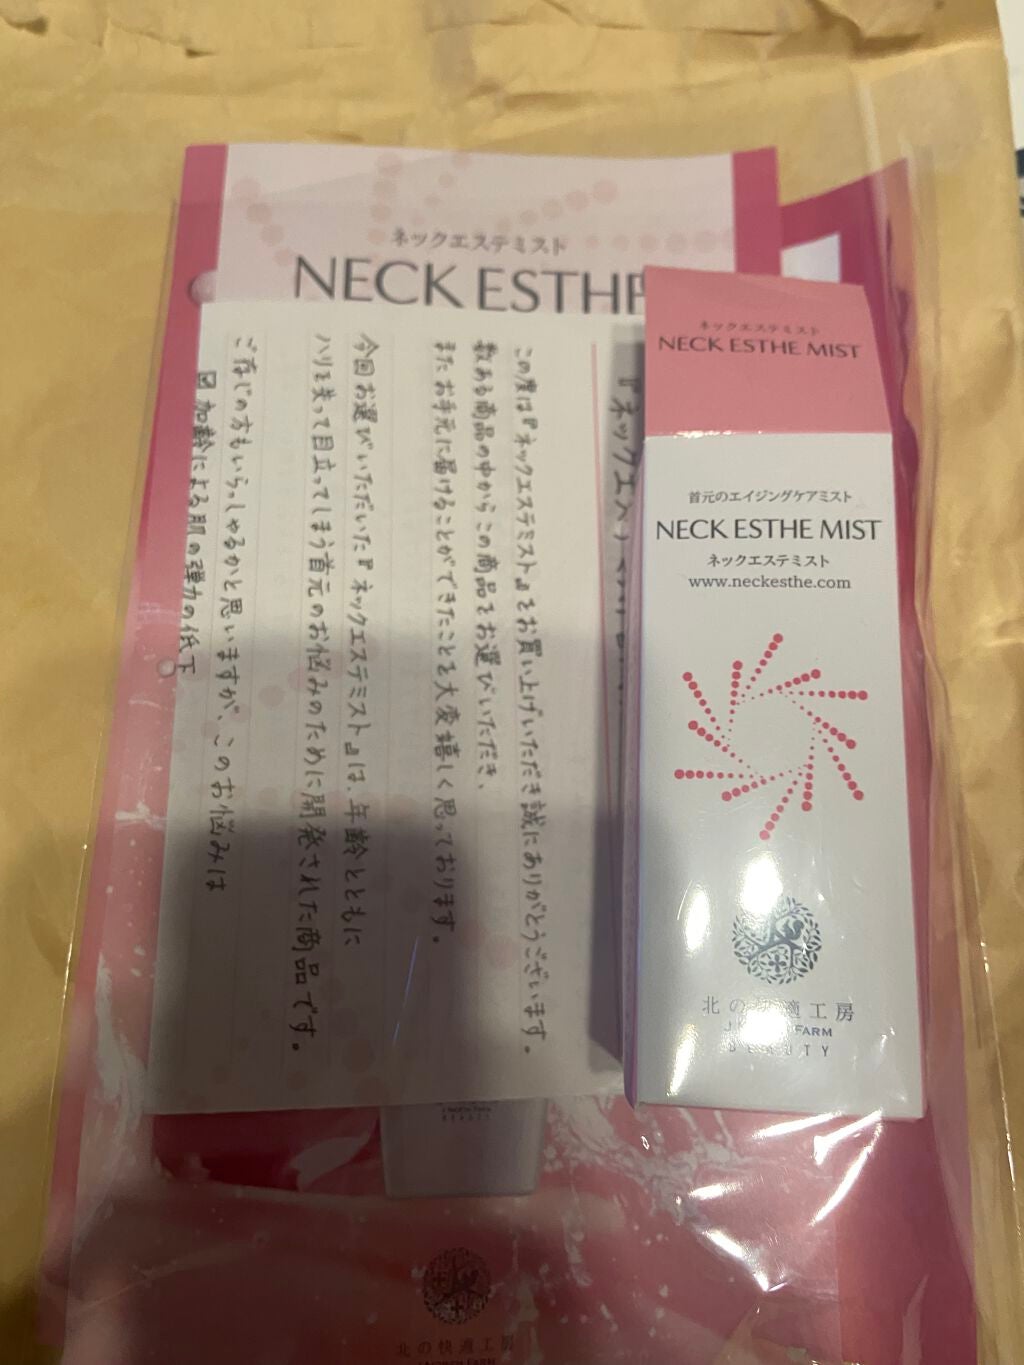 ネックエステミスト
NECK ESTHE
『ネックエス
この度は『ネックエステミスト』をお買い上げいただき誠にありがとうございます。
数ある商品の中からこの商品をお選びいただき、
またお手元に届けることができたことを大変嬉しく思っております。
今回お選びいただいた『ネックエステミスト』は、年齢とともに
ハリを失って目立ってしまう首元のお悩みのために開発された商品です。
ご存じの方もいらっしゃるかと思いますが、このお悩みは
☑ 加齢による肌の弾力の低下
ネックエステミスト
NECK ESTHE MIST
首元のエイジングケアミスト
NECK ESTHE MIST
ネックエステミスト
www.neckesthe.com
北の快適工房
FARM
BEAUTY
北の快適工房